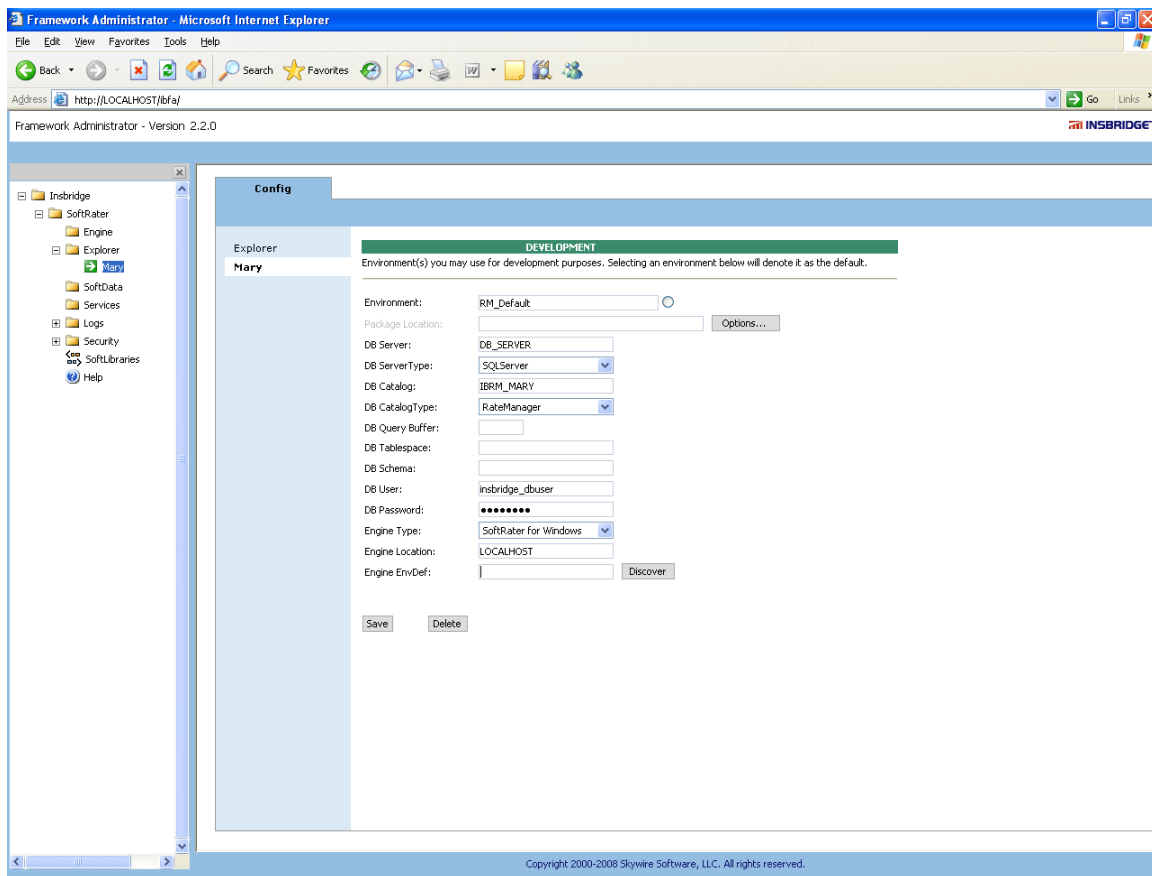 Framework Administrator - Microsoft Internet Explorer
File Edit View Favorites Tools Help
Back Search Favorites
Address http://LOCALHOST/ibfa/ Go Links »
Framework Administrator - Version 2.2.0 INSBRIDGE
Insbridge
SoftRater
Engine
Explorer
Mary
SoftData
Services
Logs
Security
SoftLibraries
Help
Config
Explorer
Mary
DEVELOPMENT
Environment(s) you may use for development purposes. Selecting an environment below will denote it as the default.
Environment: RM_Default
Package Location: Options...
DB Server: DB_SERVER
DB ServerType: SQLServer
DB Catalog: IBRM_MARY
DB CatalogType: RateManager
DB Query Buffer:
DB Tablespace:
DB Schema:
DB User: insbridge_dbuser
DB Password: ●●●●●●●●
Engine Type: SoftRater for Windows
Engine Location: LOCALHOST
Engine EnvDef: Discover
Save Delete
Copyright 2000-2008 Skywire Software, LLC. All rights reserved.